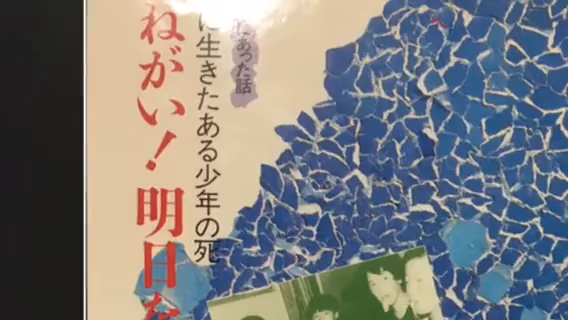 あった話
に生きたある少年の死
ねがい!明日を